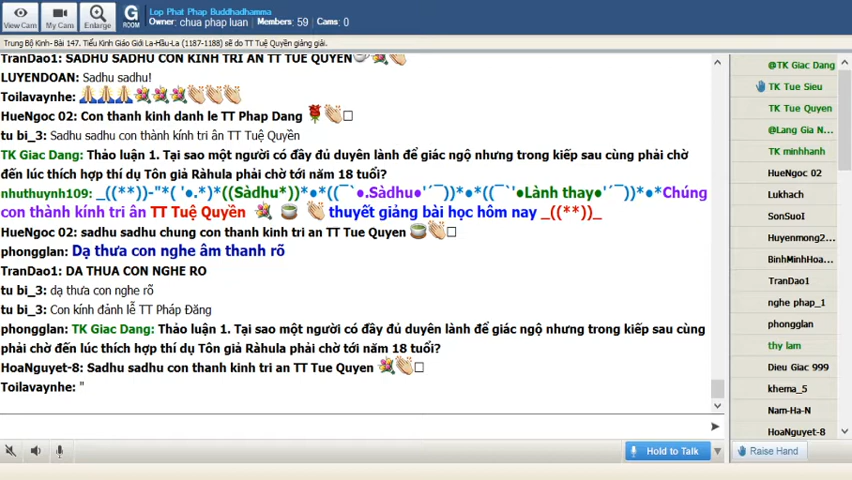 View Cam
My Cam
Enlarge
G
ROOM
Lop Phat Phap Buddhadhamma
Owner: chua phap luan Members: 59 Cams: 0
Trung Bộ Kinh- Bài 147. Tiểu Kinh Giáo Giới La-Hầu-La (1187-1188) sẽ do TT Tuệ Quyền giảng giải.
TranDao1: SADHU SADHU CON KINH TRI AN TT TUE QUYEN
LUYENDOAN: Sadhu sadhu!
Toilavaynhe:
HueNgoc 02: Con thanh kinh danh le TT Phap Dang
tu bi_3: Sadhu sadhu con thành kính tri ân TT Tuệ Quyền
TK Giac Dang: Thảo luận 1. Tại sao một người có đầy đủ duyên lành để giác ngộ nhưng trong kiếp sau cùng phải chờ
đến lúc thích hợp thí dụ Tôn giả Ràhula phải chờ tới năm 18 tuổi?
nhuthuynh109: _((**))-"*( '●.*)*((Sàdhu*))*●*((¯`●.Sàdhu●'´¯))*●*((¯`'●Lành thay●'´¯))*●*Chúng
con thành kính tri ân TT Tuệ Quyền thuyết giảng bài học hôm nay _((**))_
HueNgoc 02: sadhu sadhu chung con thanh kinh tri an TT Tue Quyen
phongglan: Dạ thưa con nghe âm thanh rõ
TranDao1: DA THUA CON NGHE RO
tu bi_3: dạ thưa con nghe rõ
tu bi_3: Con kính đảnh lễ TT Pháp Đăng
phongglan: TK Giac Dang: Thảo luận 1. Tại sao một người có đầy đủ duyên lành để giác ngộ nhưng trong kiếp sau cùng
phải chờ đến lúc thích hợp thí dụ Tôn giả Ràhula phải chờ tới năm 18 tuổi?
HoaNguyet-8: Sadhu sadhu con thanh kinh tri an TT Tue Quyen
Toilavaynhe: "
Hold to Talk
@TK Giac Dang
TK Tue Sieu
TK Tue Quyen
@Lang Gia N...
TK minhhanh
HueNgoc 02
Lukhach
SonSuoI
Huyenmong2...
BinhMinhHoa...
TranDao1
nghe phap_1
phongglan
thy lam
Dieu Giac 999
khema_5
Nam-Ha-N
HoaNguyet-8
Raise Hand